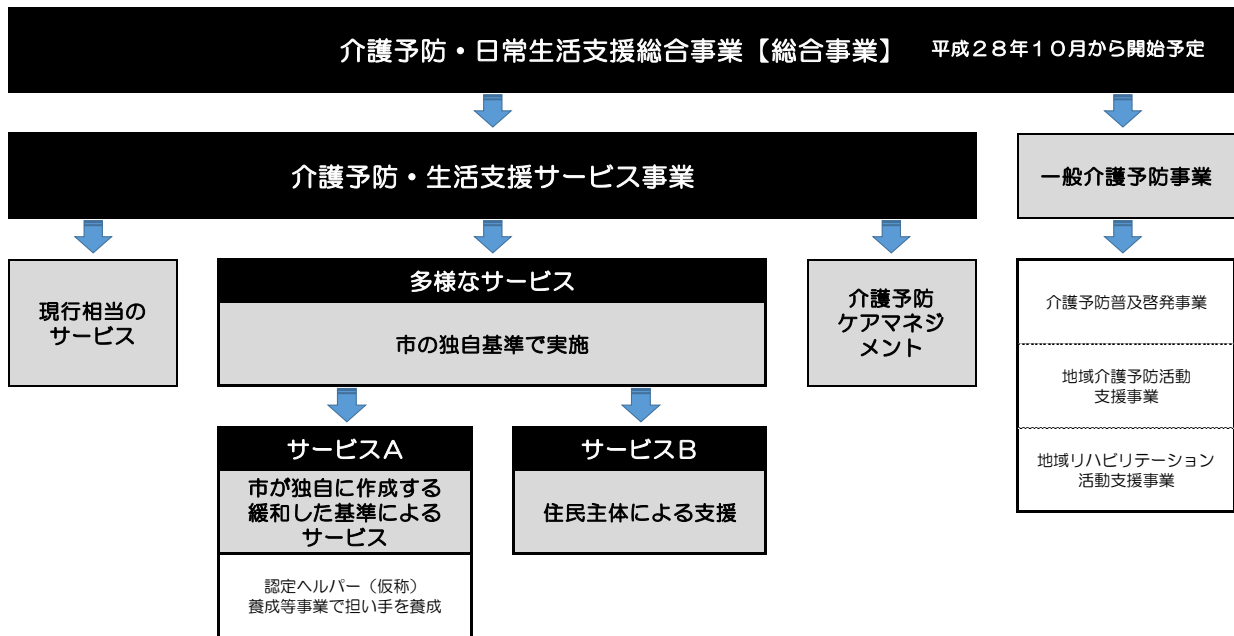 介護予防・日常生活支援総合事業【総合事業】 平成28年10月から開始予定
介護予防・生活支援サービス事業
一般介護予防事業
現行相当の
サービス
多様なサービス
市の独自基準で実施
介護予防
ケアマネジ
メント
介護予防普及啓発事業
地域介護予防活動
支援事業
地域リハビリテーション
活動支援事業
サービスA
市が独自に作成する
緩和した基準による
サービス
認定ヘルパー（仮称）
養成等事業で担い手を養成
サービスB
住民主体による支援